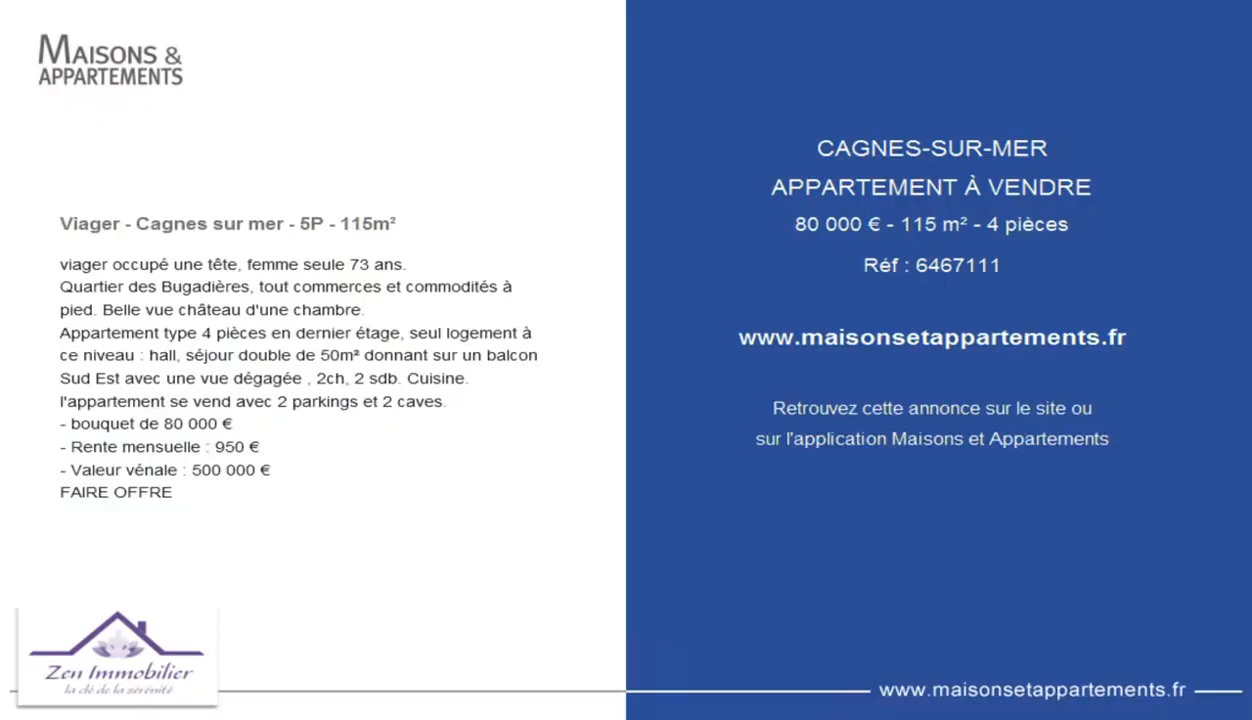 MAISONS &
APPARTEMENTS
Viager - Cagnes sur mer - 5P - 115m²
viager occupé une tête, femme seule 73 ans.
Quartier des Bugadières, tout commerces et commodités à
pied. Belle vue château d'une chambre.
Appartement type 4 pièces en dernier étage, seul logement à
ce niveau : hall, séjour double de 50m² donnant sur un balcon
Sud Est avec une vue dégagée , 2ch, 2 sdb. Cuisine.
l'appartement se vend avec 2 parkings et 2 caves.
- bouquet de 80 000 €
- Rente mensuelle : 950 €
- Valeur vénale : 500 000 €
FAIRE OFFRE
Zen Immobilier
la clé de la sérénité
CAGNES-SUR-MER
APPARTEMENT À VENDRE
80 000 € - 115 m² - 4 pièces
Réf : 6467111
www.maisonsetappartements.fr
Retrouvez cette annonce sur le site ou
sur l'application Maisons et Appartements
www.maisonsetappartements.fr